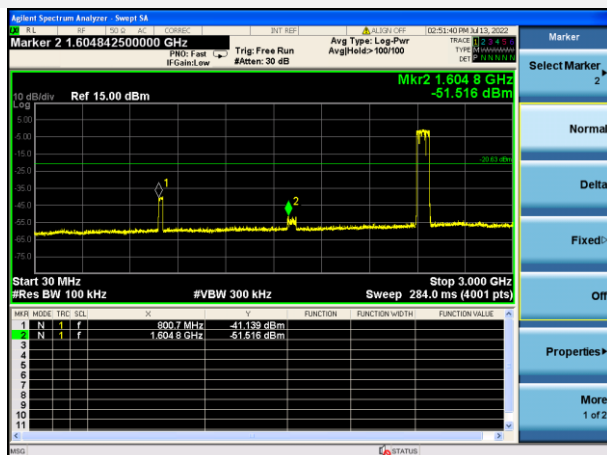 Agilent Spectrum Analyzer - Swept SA
RL RF 50 Ω AC CORREC INT REF ALIGN OFF 02:51:40 PM Jul 13, 2022
Marker 2 1.604842500000 GHz
PNO: Fast
IFGain:Low
Trig: Free Run
#Atten: 30 dB
Avg Type: Log-Pwr
Avg|Hold:> 100/100
TRACE 1 2 3 4 5 6
TYPE
DET P N N N N N
Mkr2 1.604 8 GHz
-51.516 dBm
10 dB/div
Log
Ref 15.00 dBm
5.00
-5.00
-15.0
-25.0
-35.0
-45.0
-55.0
-65.0
-75.0
-20.63 dBm
1
2
Start 30 MHz
Stop 3.000 GHz
#Res BW 100 kHz
#VBW 300 kHz
Sweep 284.0 ms (4001 pts)
MKR MODE TRC SCL X Y FUNCTION FUNCTION WIDTH FUNCTION VALUE
1 N 1 f 800.7 MHz -41.139 dBm
2 N 1 f 1.604 8 GHz -51.516 dBm
3
4
5
6
7
8
9
10
11
MSG
STATUS
Marker
Select Marker
2
Normal
Delta
Fixed
Off
Properties
More
1 of 2